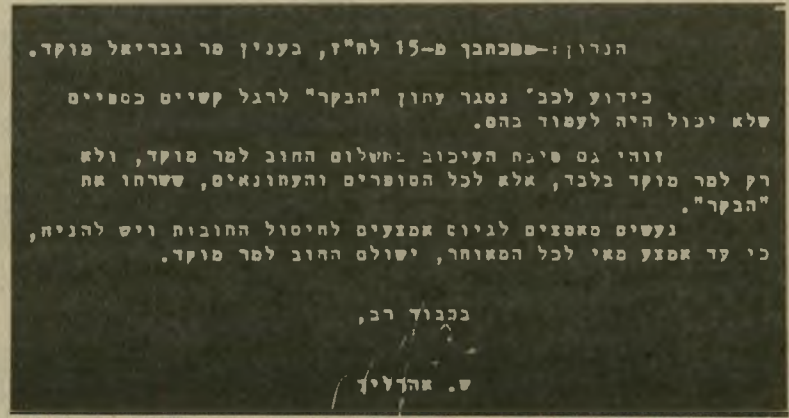 הנדון: מכתבך מ-15 לח"ז, בענין מר גבריאל מוקד.
כידוע לכב' נסגר עתון "הבקר" לרגל קשיים כספיים
שלא יכול היה לעמוד בהם.
זוהי גם סיבת העיכוב בתשלום החוב למר מוקד, ולא
רק למר מוקד בלבד, אלא לכל הסופרים והעתונאים, ששרתו את
"הבקר".
נעשים מאמצים לגיוס אמצעים לחיסול החובות ויש להניח,
כי עד אמצע מאי לכל המאוחר, ישולם החוב למר מוקד.
בכבוד רב,
ש.